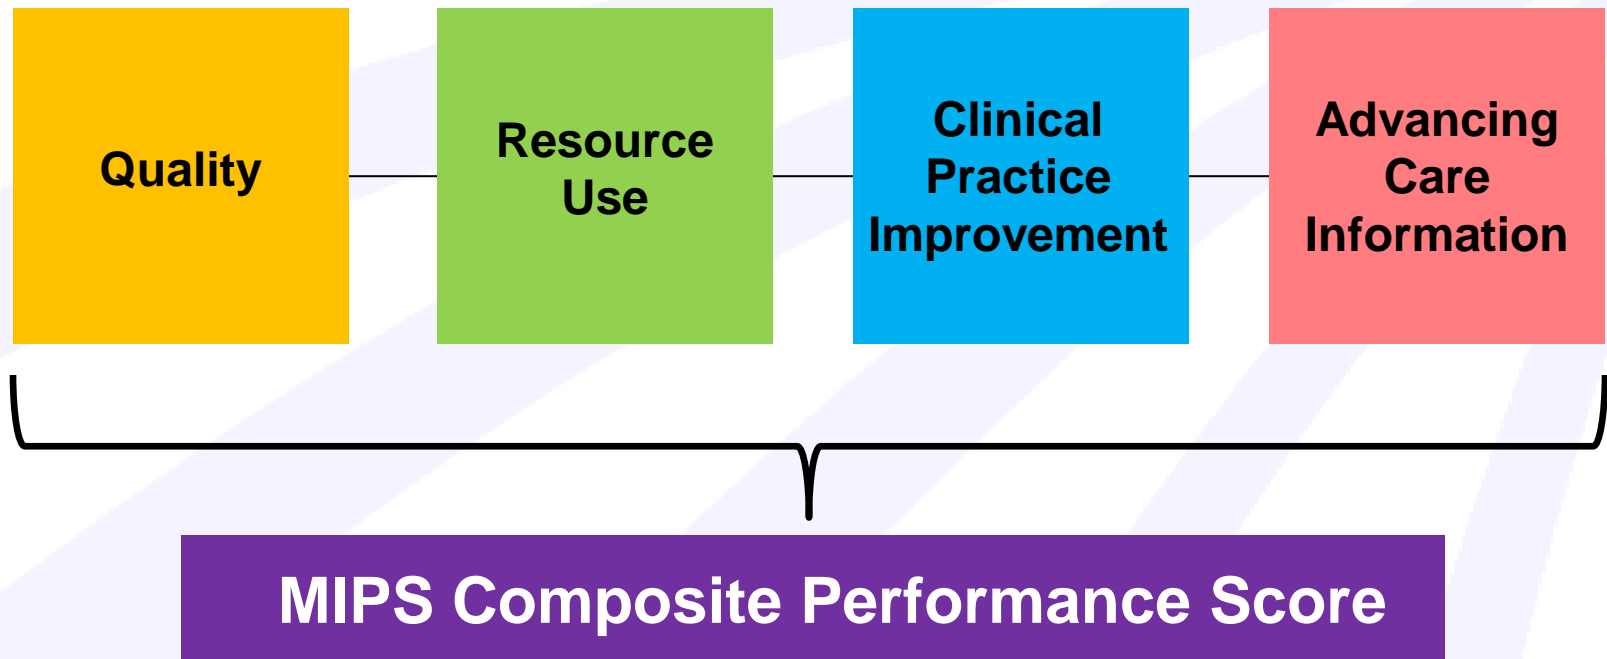 Quality
Resource
Use
Clinical
Practice
Improvement
Advancing
Care
Information
MIPS Composite Performance Score